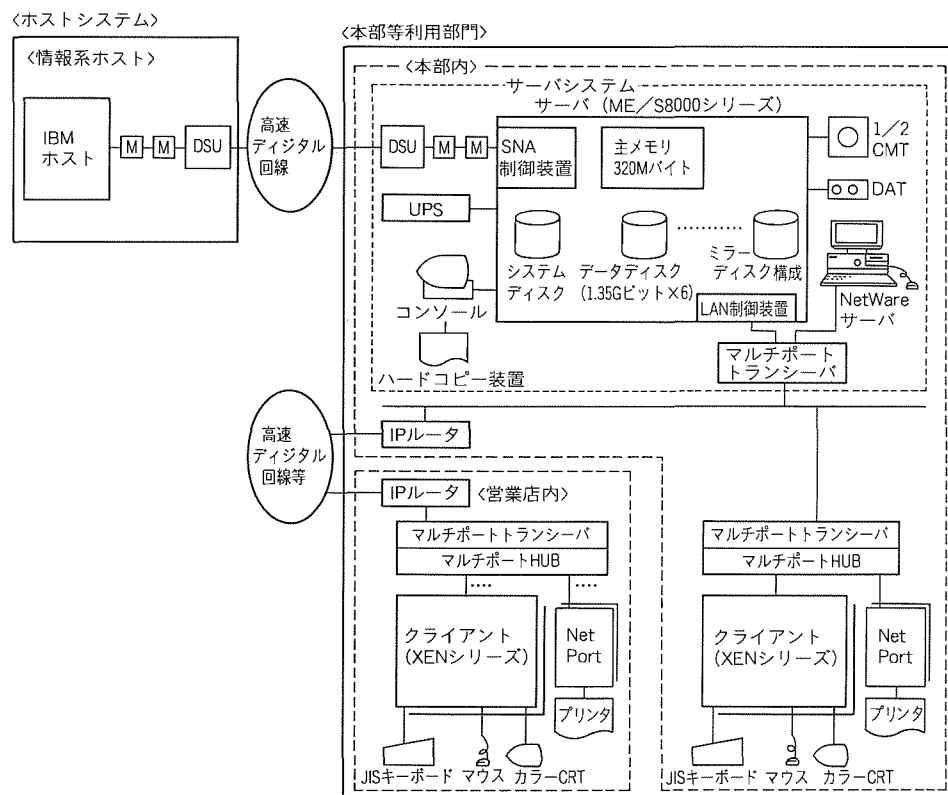 〈ホストシステム〉
〈情報系ホスト〉
IBM
ホスト
M
M
DSU
高速
ディジタル
回線
〈本部等利用部門〉
〈本部内〉
サーバシステム
サーバ（ME／S8000シリーズ）
DSU
M
M
SNA
制御装置
主メモリ
320Mバイト
1／2
CMT
DAT
UPS
システム
ディスク
データディスク
(1.35Gビット×6)
………‥
ミラー
ディスク構成
コンソール
ハードコピー装置
LAN制御装置
NetWare
サーバ
マルチポート
トランシーバ
高速
ディジタル
回線等
IPルータ
IPルータ
〈営業店内〉
マルチポートトランシーバ
マルチポートHUB
‥‥
‥‥
クライアント
(XENシリーズ)
Net
Port
プリンタ
JISキーボード
マウス
カラーCRT
マルチポートトランシーバ
マルチポートHUB
クライアント
(XENシリーズ)
Net
Port
プリンタ
JISキーボード
マウス
カラーCRT